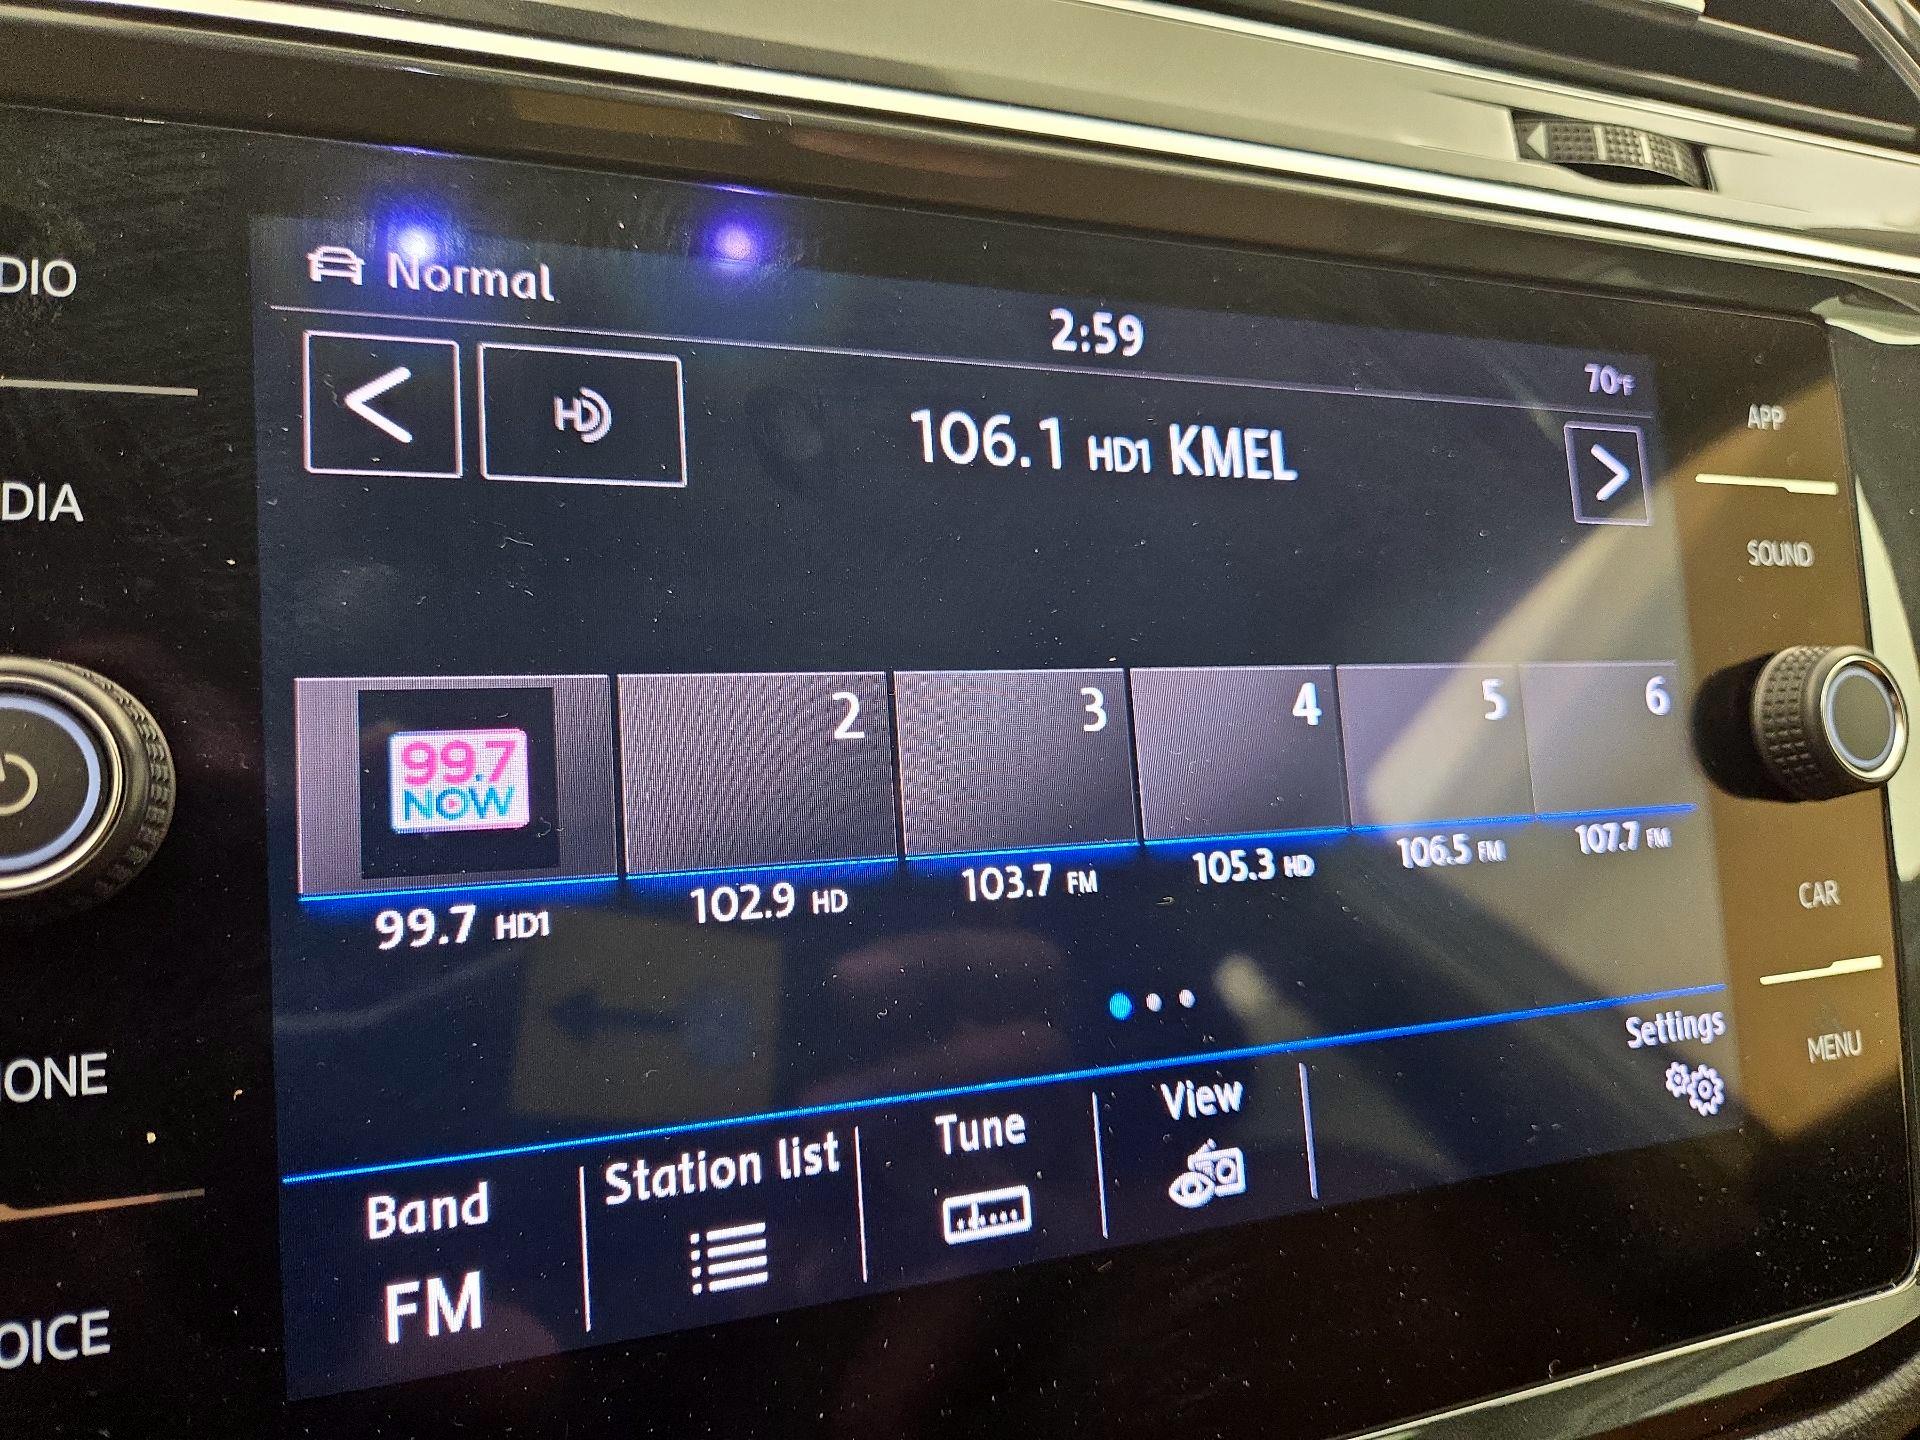 Normal
2:59
70°F
HD
106.1 HD1 KMEL
99.7
NOW
2
3
4
5
6
99.7 HD1
102.9 HD
103.7 FM
105.3 HD
106.5 FM
107.7 FM
Band
FM
Station list
Tune
View
Settings
DIO
DIA
ONE
OICE
APP
SOUND
CAR
MENU